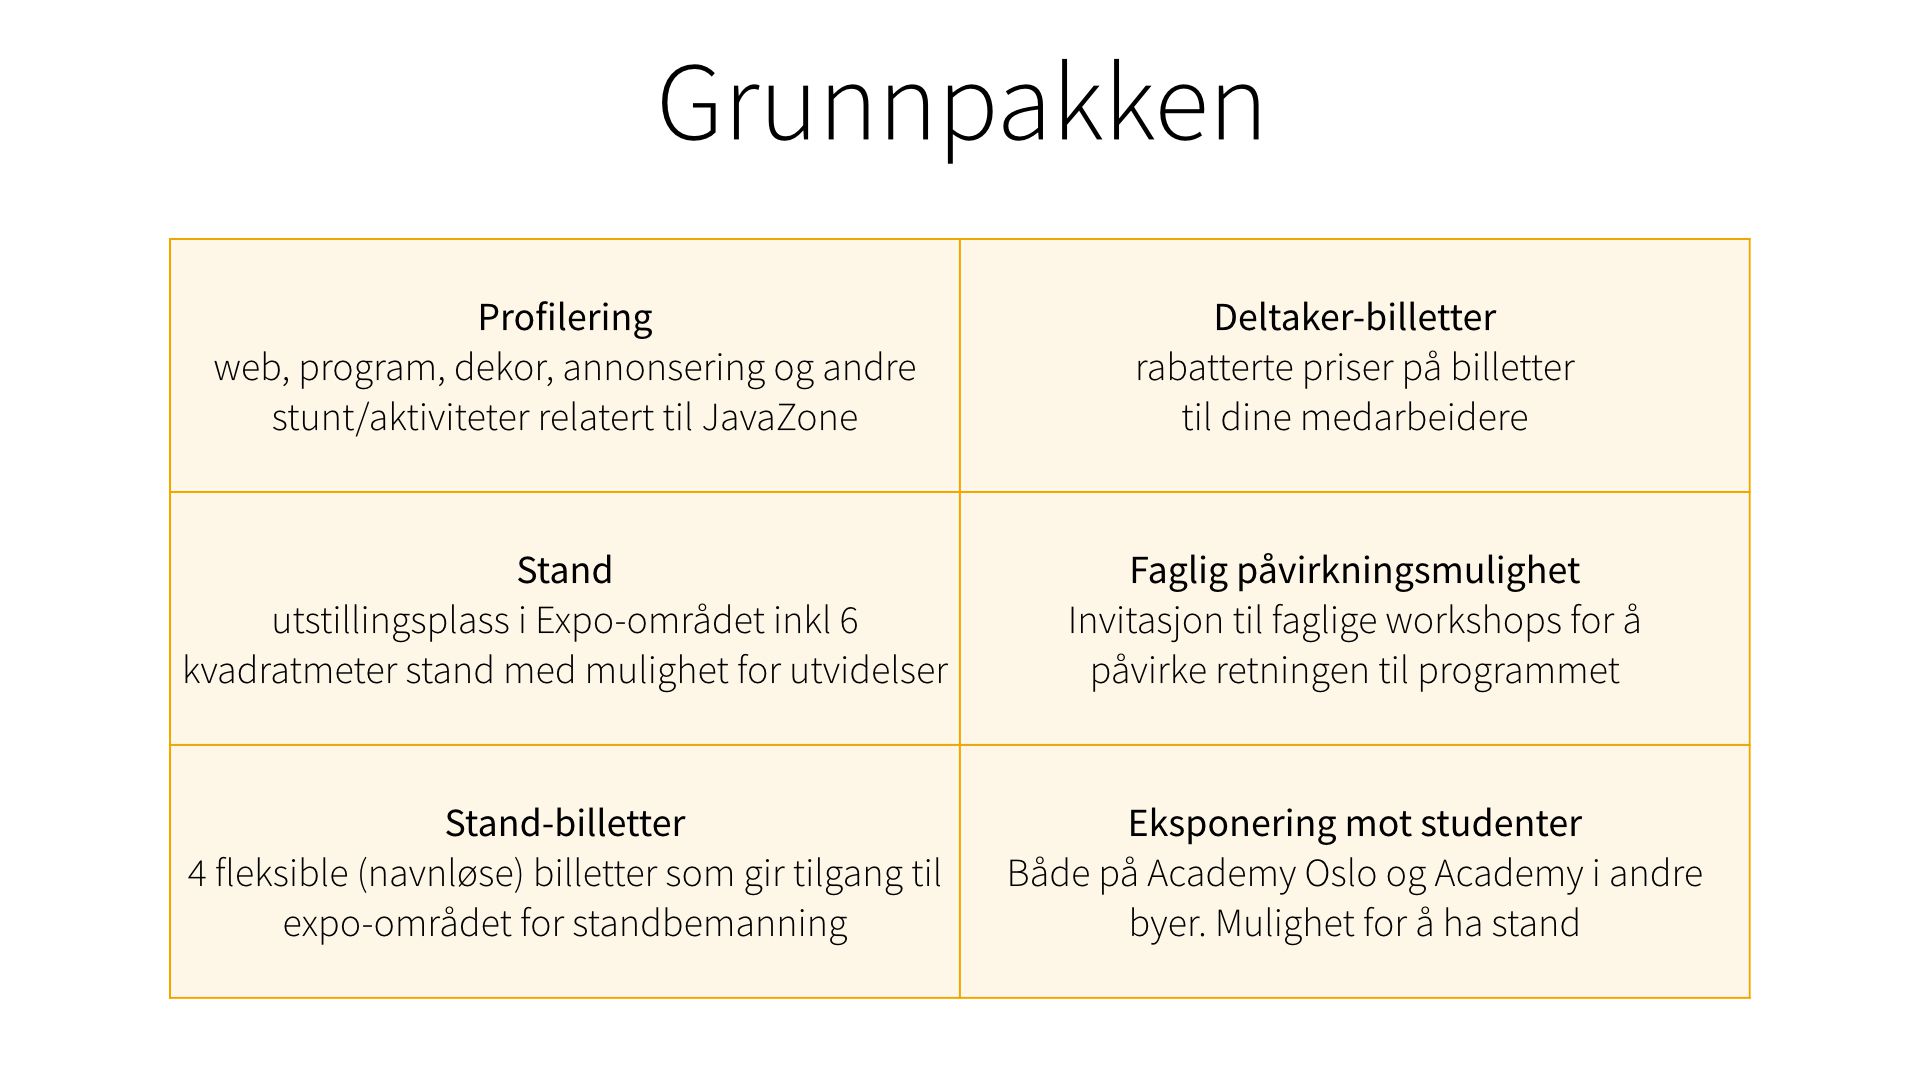 Grunnpakken
Profilering
web, program, dekor, annonsering og andre
stunt/aktiviteter relatert til JavaZone
Deltaker-billetter
rabatterte priser på billetter
til dine medarbeidere
Stand
utstillingsplass i Expo-området inkl 6
kvadratmeter stand med mulighet for utvidelser
Faglig påvirkningsmulighet
Invitasjon til faglige workshops for å
påvirke retningen til programmet
Stand-billetter
4 fleksible (navnløse) billetter som gir tilgang til
expo-området for standbemanning
Eksponering mot studenter
Både på Academy Oslo og Academy i andre
byer. Mulighet for å ha stand